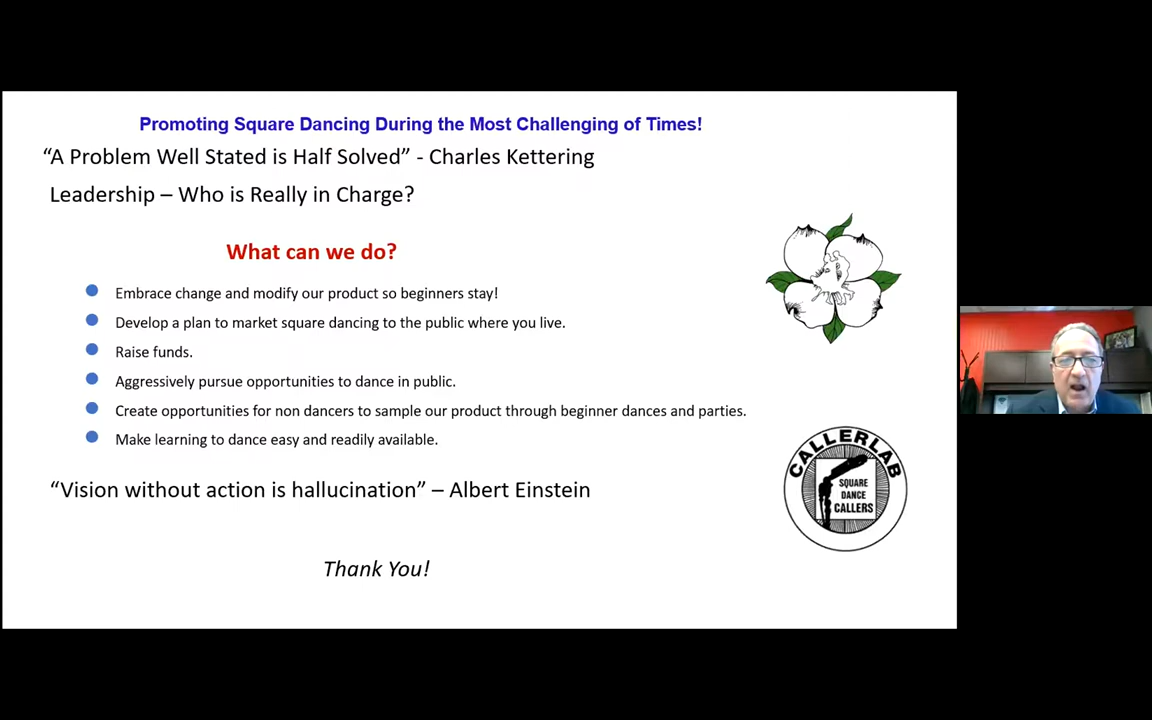 Promoting Square Dancing During the Most Challenging of Times!
“A Problem Well Stated is Half Solved” - Charles Kettering
Leadership – Who is Really in Charge?
What can we do?
Embrace change and modify our product so beginners stay!
Develop a plan to market square dancing to the public where you live.
Raise funds.
Aggressively pursue opportunities to dance in public.
Create opportunities for non dancers to sample our product through beginner dances and parties.
Make learning to dance easy and readily available.
“Vision without action is hallucination” – Albert Einstein
Thank You!
CALLERLAB
SQUARE
DANCE
CALLERS